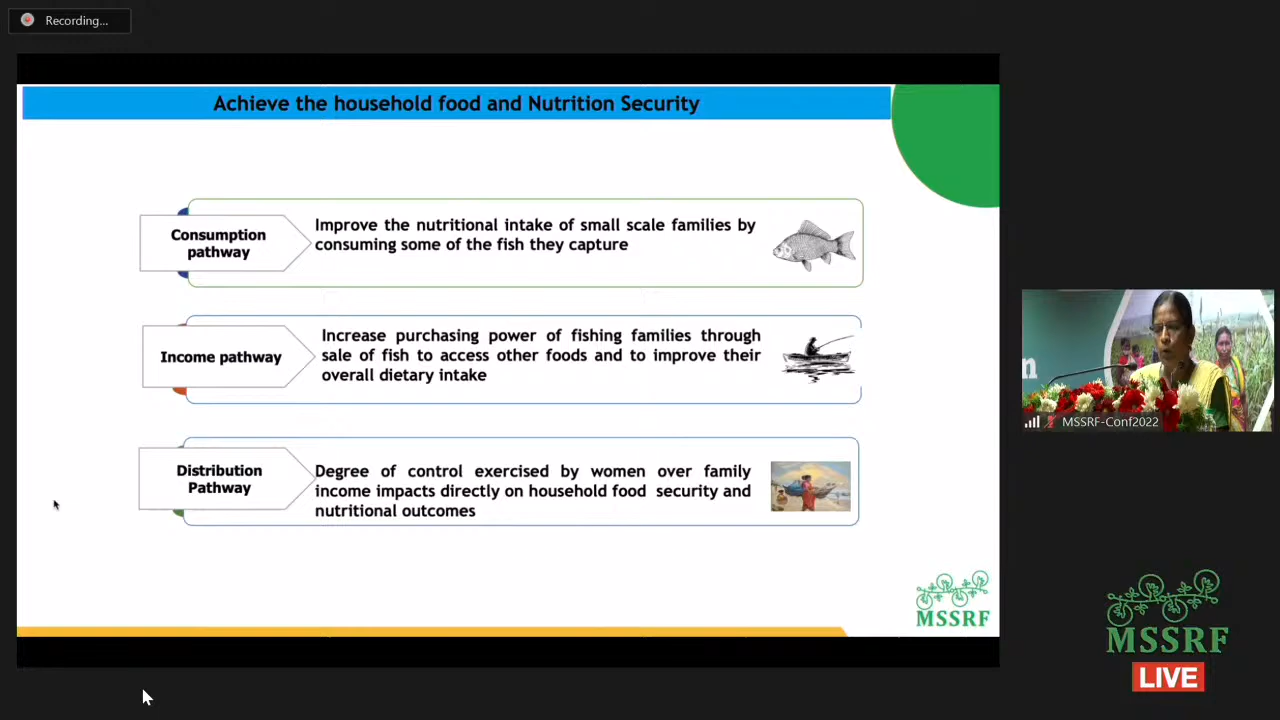 Recording...
Achieve the household food and Nutrition Security
Consumption
pathway
Improve the nutritional intake of small scale families by
consuming some of the fish they capture
Income pathway
Increase purchasing power of fishing families through
sale of fish to access other foods and to improve their
overall dietary intake
Distribution
Pathway
Degree of control exercised by women over family
income impacts directly on household food security and
nutritional outcomes
MSSRF
n
MSSRF-Conf2022
MSSRF
LIVE